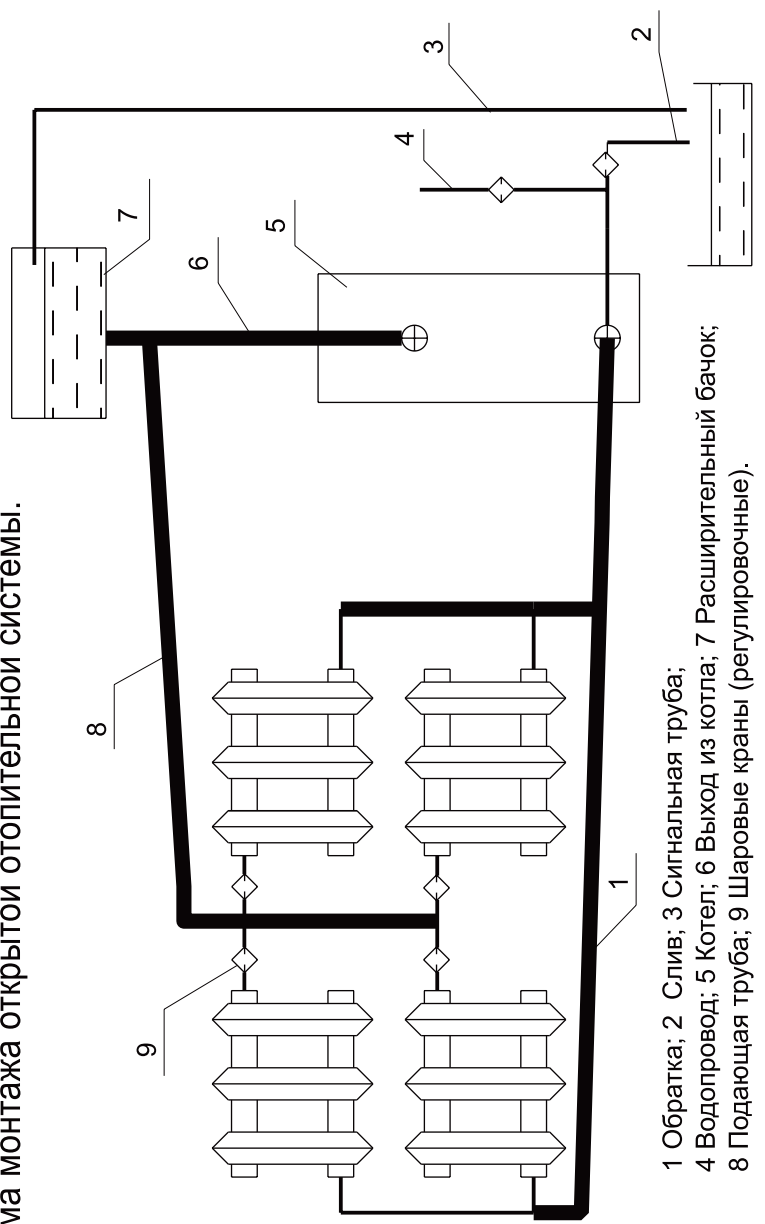 монтажа открытой отопительной системы.
3
2
4
7
5
6
8
1
9
1 Обратка; 2 Слив; 3 Сигнальная труба;
4 Водопровод; 5 Котел; 6 Выход из котла; 7 Расширительный бачок;
8 Подающая труба; 9 Шаровые краны (регулировочные).